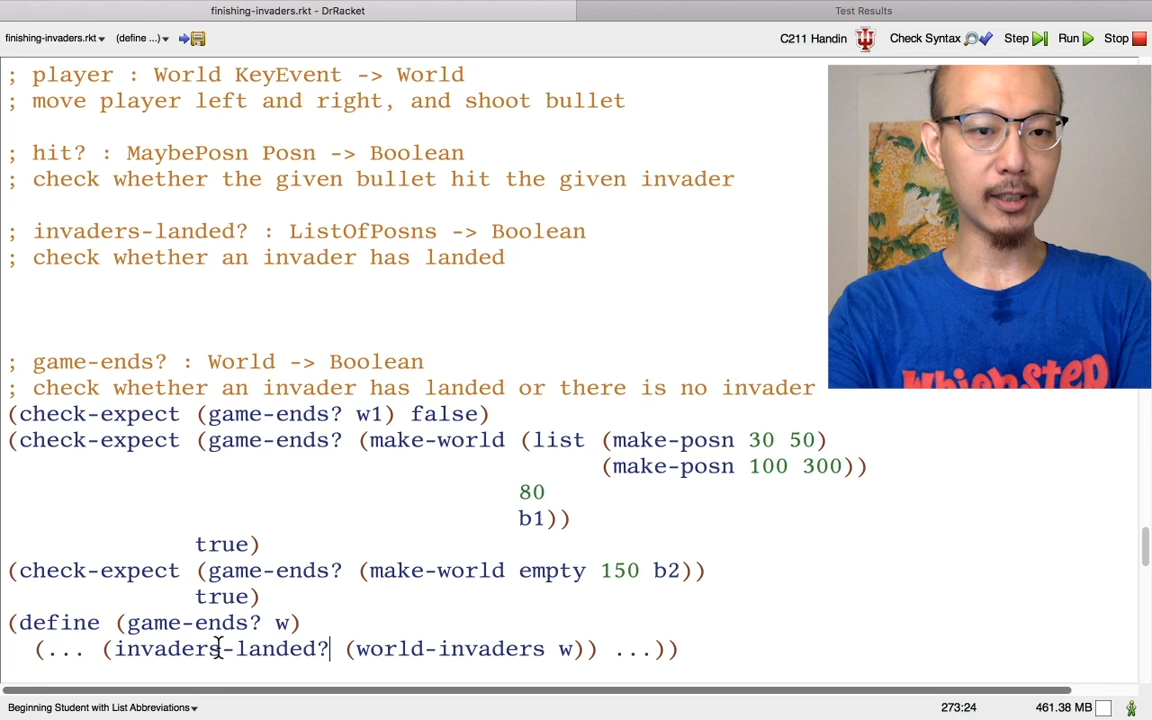 finishing-invaders.rkt - DrRacket
Test Results
finishing-invaders.rkt▾ (define ...)▾
C211 Handin Check Syntax Step Run Stop
; player : World KeyEvent -> World
; move player left and right, and shoot bullet
; hit? : MaybePosn Posn -> Boolean
; check whether the given bullet hit the given invader
; invaders-landed? : ListOfPosns -> Boolean
; check whether an invader has landed
; game-ends? : World -> Boolean
; check whether an invader has landed or there is no invader
(check-expect (game-ends? w1) false)
(check-expect (game-ends? (make-world (list (make-posn 30 50)
(make-posn 100 300))
80
b1))
true)
(check-expect (game-ends? (make-world empty 150 b2))
true)
(define (game-ends? w)
(... (invaders-landed? (world-invaders w)) ...))
Which Step
Beginning Student with List Abbreviations▾
273:24
461.38 MB